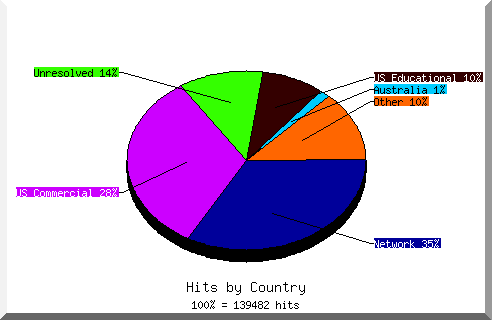 Unresolved 14%
US Educational 10%
Australia 1%
Other 10%
US Commercial 28%
Network 35%
Hits by Country
100% = 139482 hits